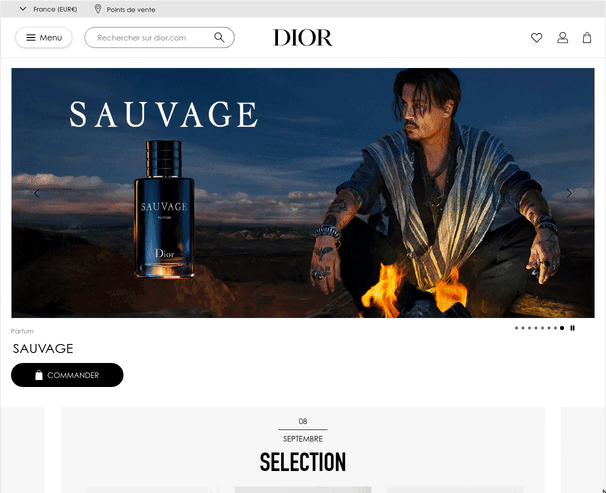 France (EUR€) Points de vente
Menu Rechercher sur dior.com DIOR
SAUVAGE
SAUVAGE
PARFUM
Dior
Parfum
SAUVAGE
COMMANDER
08
SEPTEMBRE
SELECTION